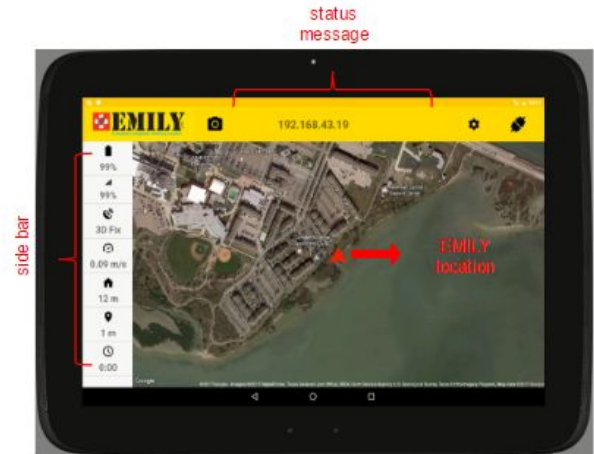 status
message
EMILY
192.168.43.19
99%
99%
3D Fix
0.09 m/s
12 m
1 m
0:00
side bar
EMILY
location
Google